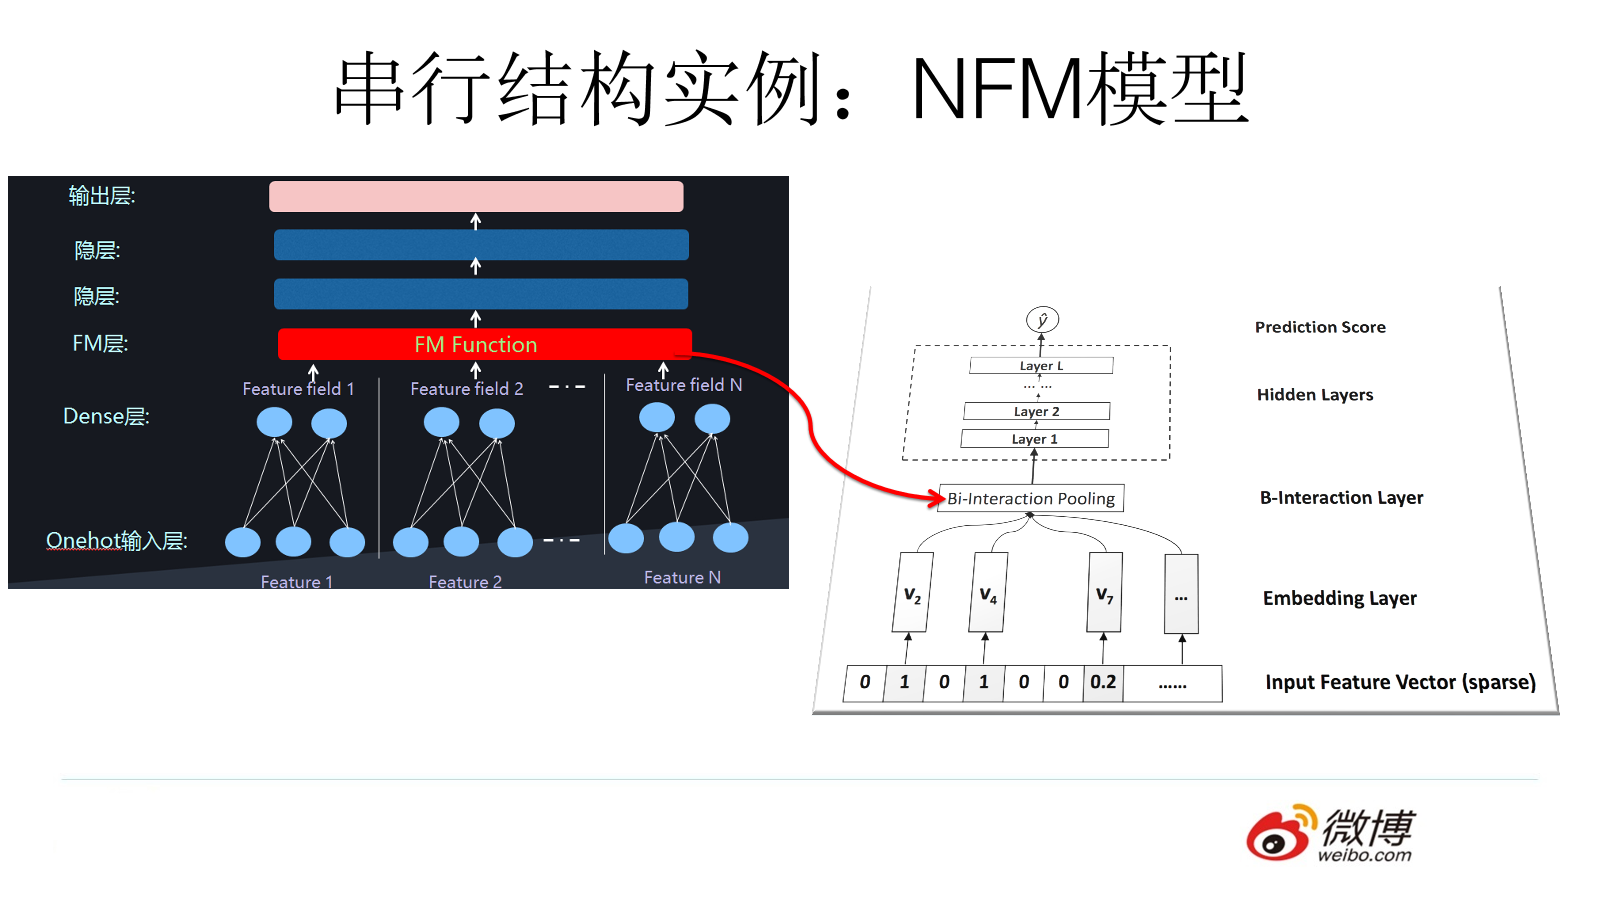 串行结构实例：NFM模型
输出层:
隐层:
隐层:
FM层:
FM Function
Feature field 1
Feature field 2
Feature field N
Dense层:
Onehot输入层:
Feature 1
Feature 2
Feature N
ŷ
Prediction Score
Layer L
... ...
Hidden Layers
Layer 2
Layer 1
Bi-Interaction Pooling
B-Interaction Layer
V₂ V₄ V₇ ...
Embedding Layer
0 1 0 1 0 0 0.2 ......
Input Feature Vector (sparse)
微博
weibo.com